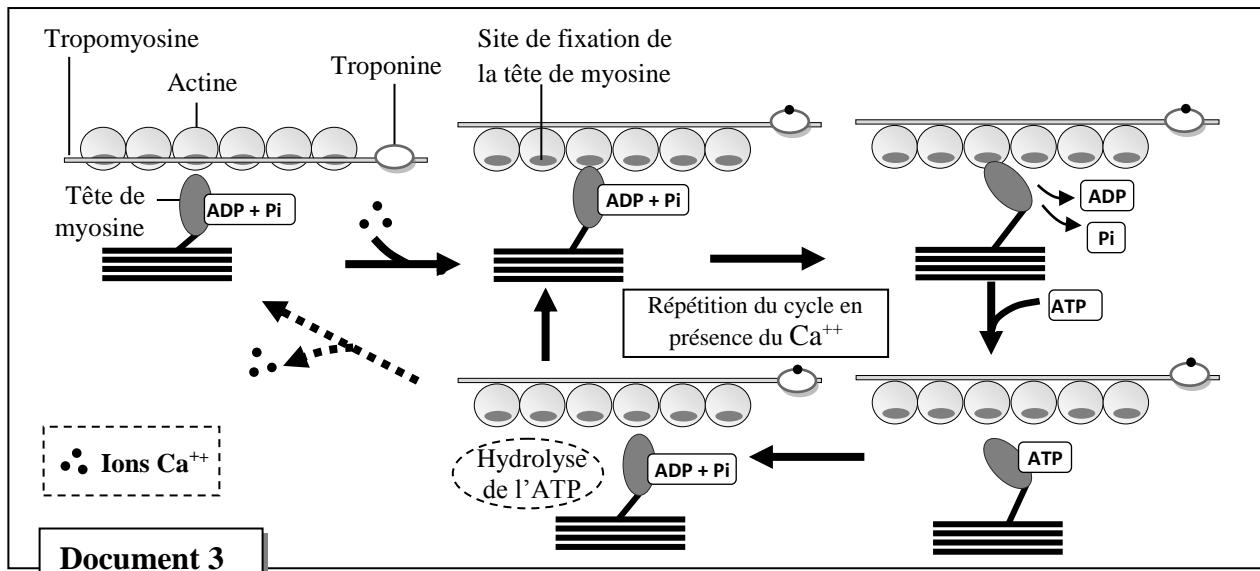 Tropomyosine
Actine
Troponine
Site de fixation de
la tête de myosine
Tête de
myosine
ADP + Pi
ADP + Pi
ADP
Pi
Répétition du cycle en
présence du Ca⁺⁺
ATP
Ions Ca⁺⁺
Hydrolyse
de l’ATP
ADP + Pi
ATP
Document 3